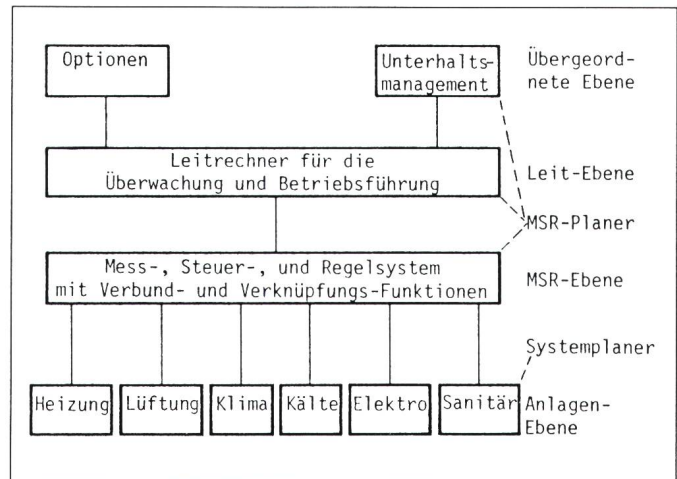 Optionen
Unterhalts-
management
Übergeord-
nete Ebene
Leitrechner für die
Überwachung und Betriebsführung
Leit-Ebene
MSR-Planer
Mess-, Steuer-, und Regelsystem
mit Verbund- und Verknüpfungs-Funktionen
MSR-Ebene
Systemplaner
Heizung
Lüftung
Klima
Kälte
Elektro
Sanitär
Anlagen-
Ebene